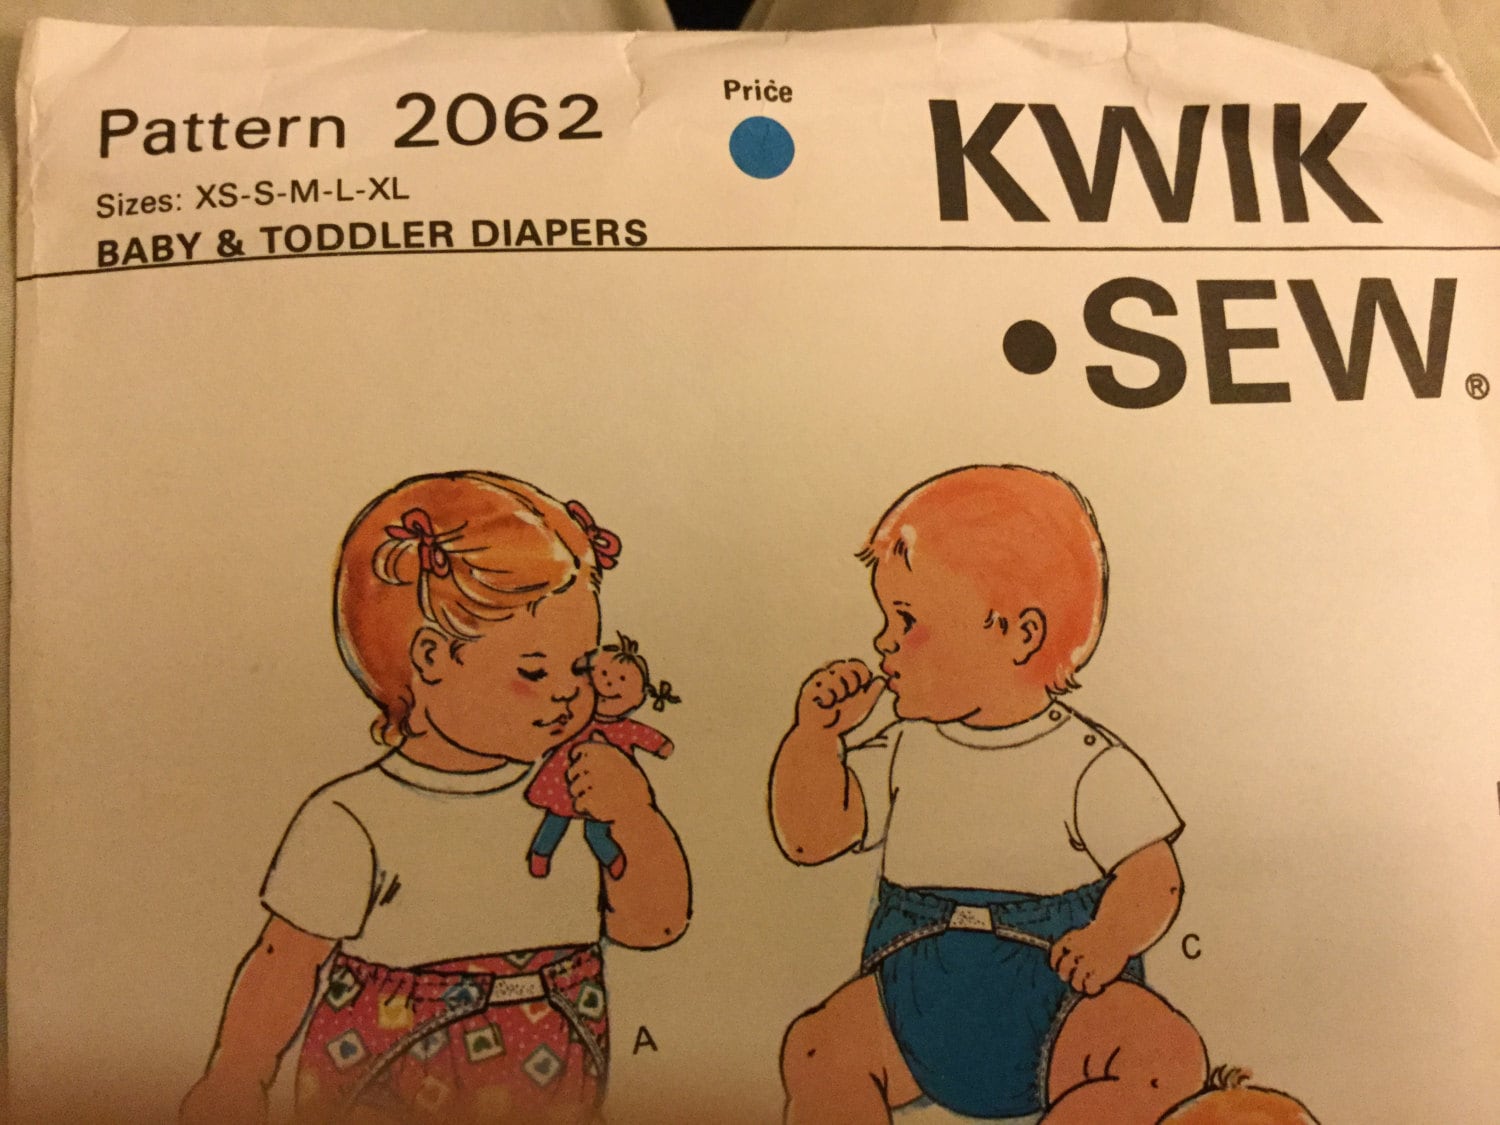 Pattern 2062
Sizes: XS-S-M-L-XL
BABY & TODDLER DIAPERS
Price
KWIK
•SEW®
A
C